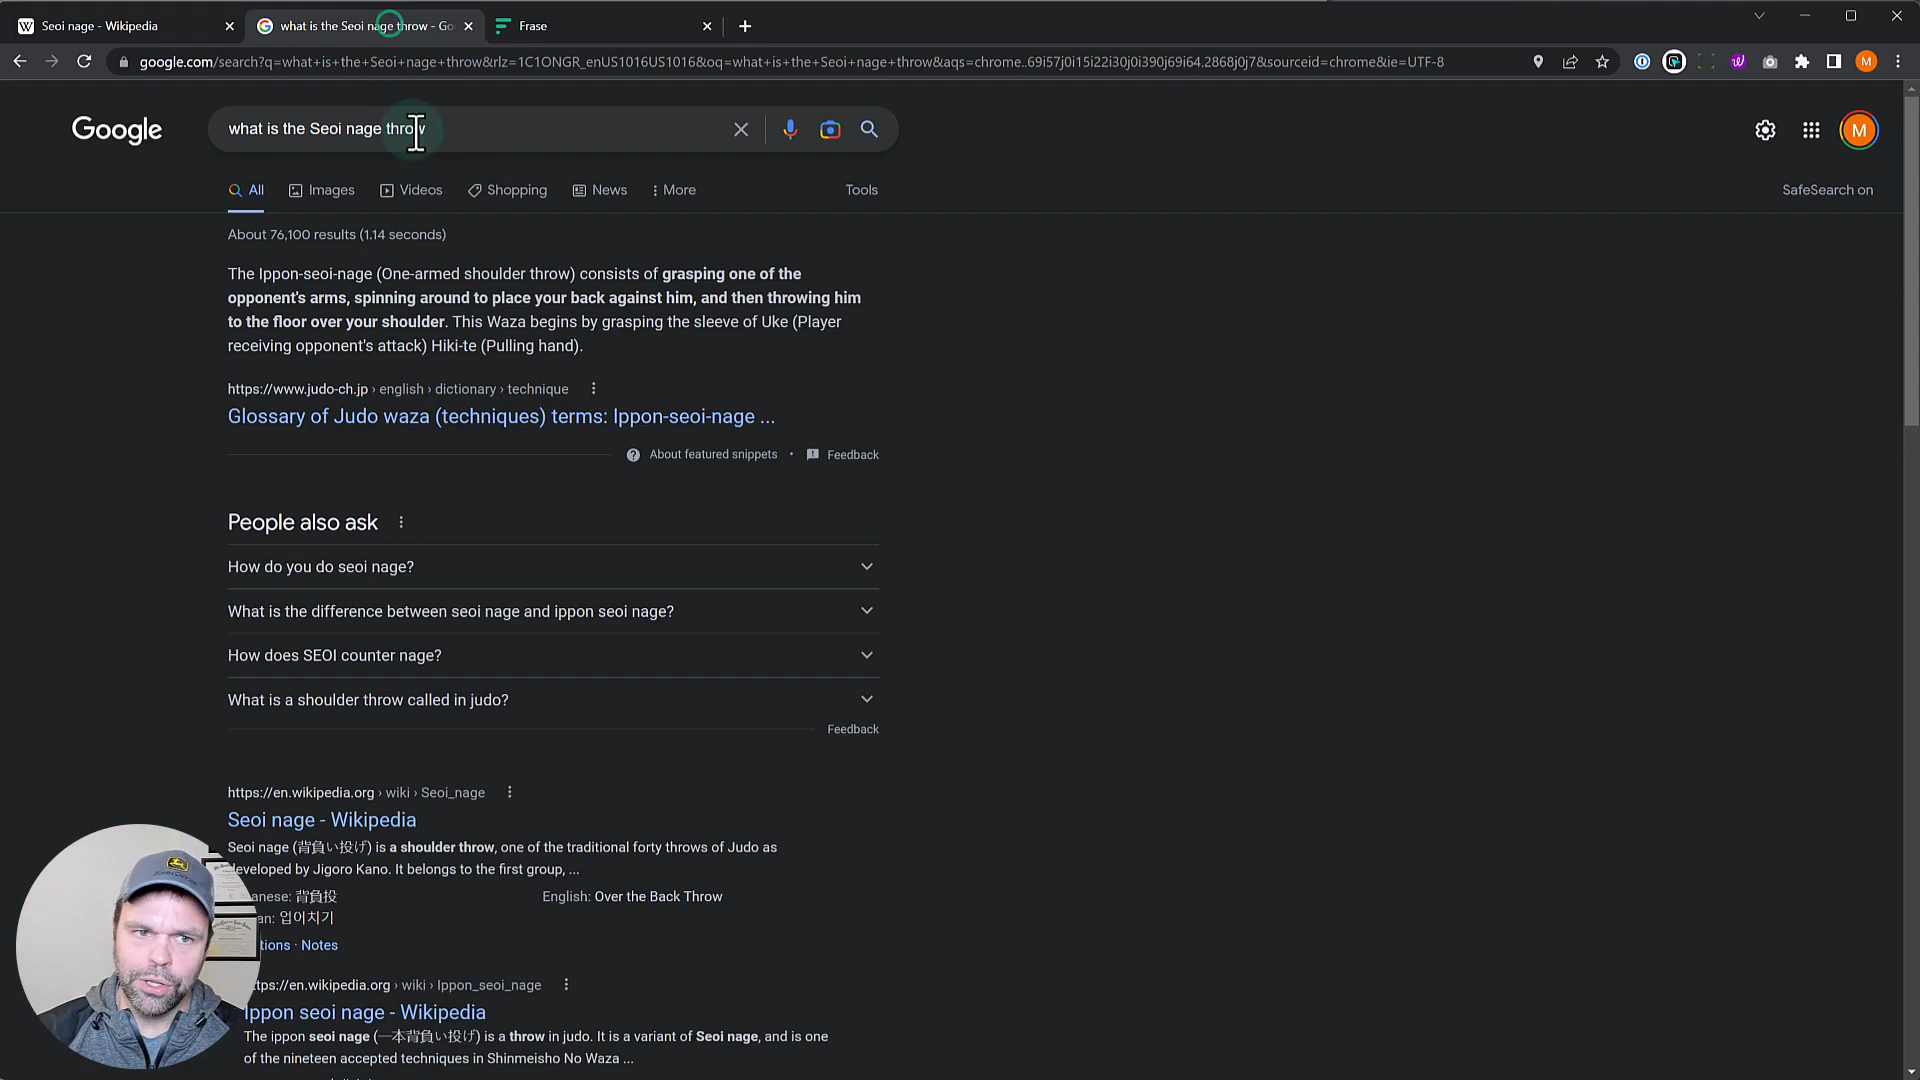 Seoi nage - Wikipedia
what is the Seoi nage throw - Go
Frase
google.com/search?q=what+is+the+Seoi+nage+throw&rlz=1C1ONGR_enUS1016US1016&oq=what+is+the+Seoi+nage+throw&aqs=chrome..69i57j0i15i22i30j0i390j69i64.2868j0j7&sourceid=chrome&ie=UTF-8
M
Google
what is the Seoi nage throw
M
All
Images
Videos
Shopping
News
More
Tools
SafeSearch on
About 76,100 results (1.14 seconds)
The Ippon-seoi-nage (One-armed shoulder throw) consists of grasping one of the
opponent's arms, spinning around to place your back against him, and then throwing him
to the floor over your shoulder. This Waza begins by grasping the sleeve of Uke (Player
receiving opponent's attack) Hiki-te (Pulling hand).
https://www.judo-ch.jp › english › dictionary › technique
Glossary of Judo waza (techniques) terms: Ippon-seoi-nage ...
About featured snippets • Feedback
People also ask
How do you do seoi nage?
What is the difference between seoi nage and ippon seoi nage?
How does SEOI counter nage?
What is a shoulder throw called in judo?
Feedback
https://en.wikipedia.org › wiki › Seoi_nage
Seoi nage - Wikipedia
Seoi nage (背負い投げ) is a shoulder throw, one of the traditional forty throws of Judo as
eveloped by Jigoro Kano. It belongs to the first group, ...
anese: 背負投
English: Over the Back Throw
an: 입어치기
tions · Notes
tps://en.wikipedia.org › wiki › Ippon_seoi_nage
Ippon seoi nage - Wikipedia
The ippon seoi nage (一本背負い投げ) is a throw in judo. It is a variant of Seoi nage, and is one
of the nineteen accepted techniques in Shinmeisho No Waza ...
JOHN DEERE